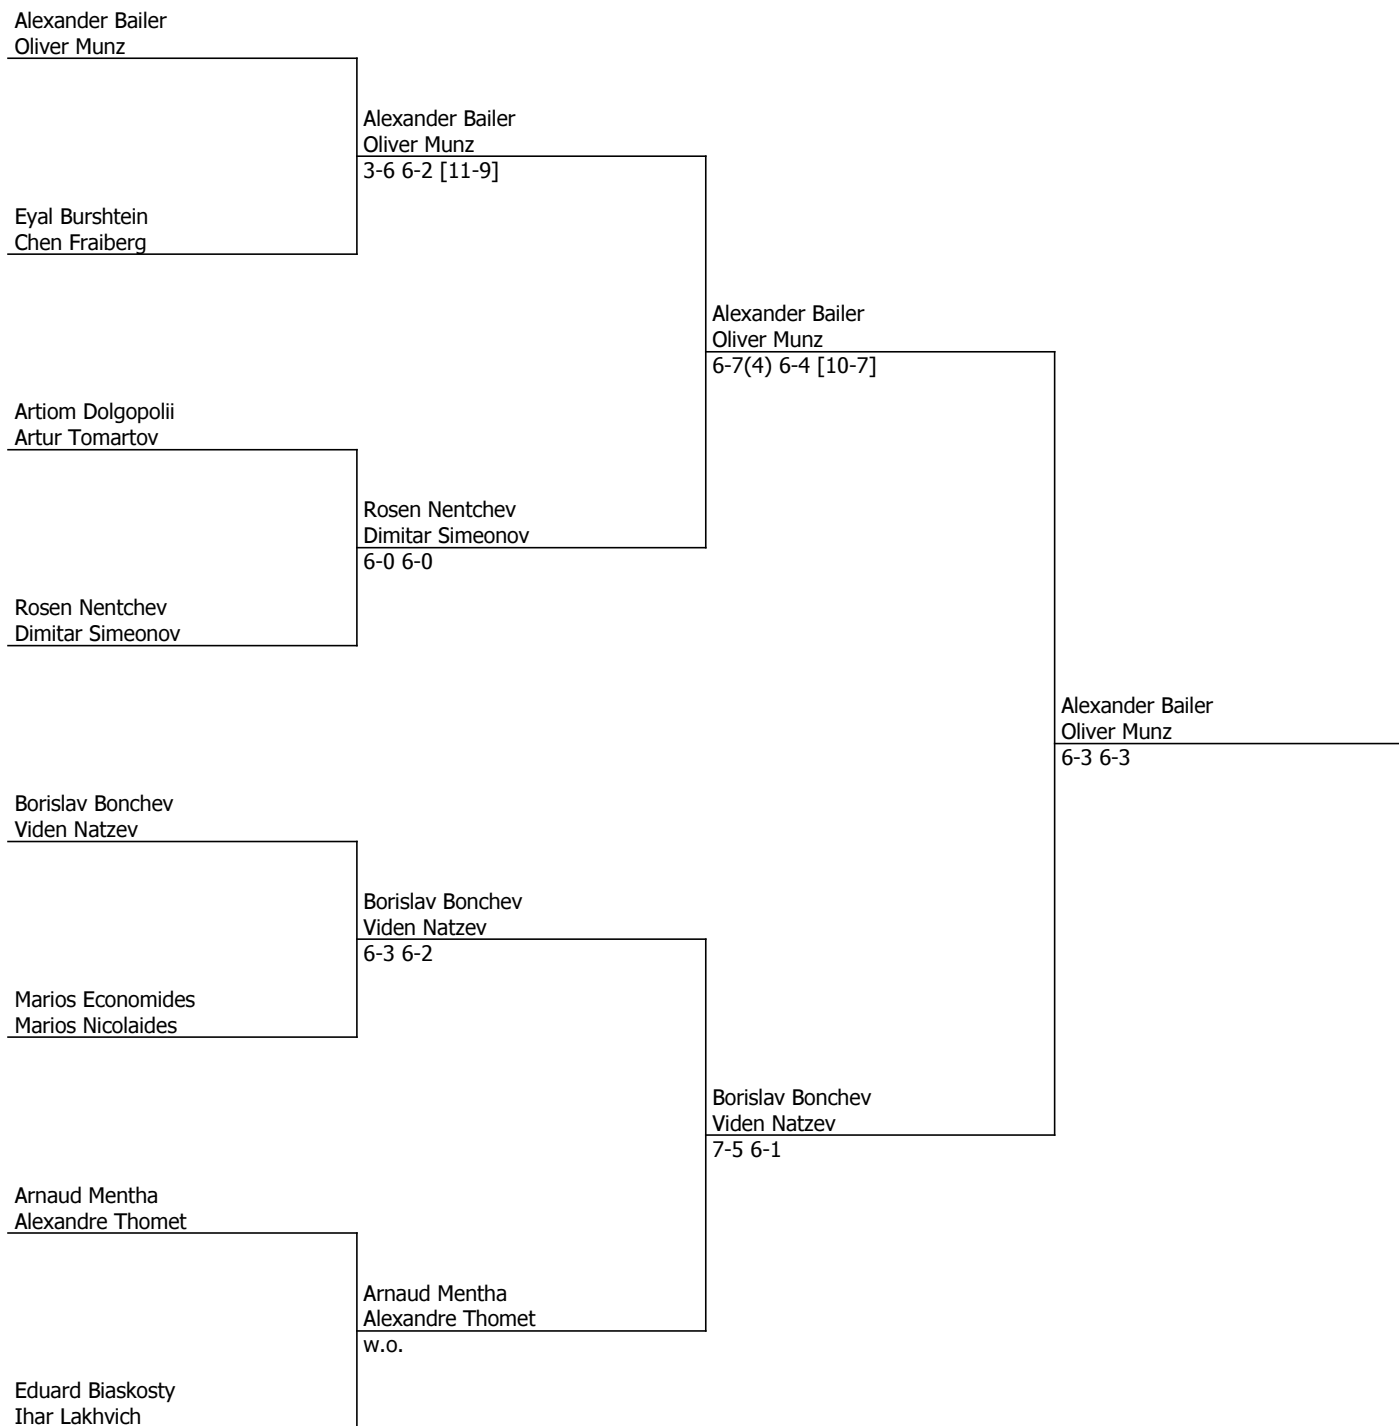 Alexander Bailer
Oliver Munz
Alexander Bailer
Oliver Munz
3-6 6-2 [11-9]
Eyal Burshtein
Chen Fraiberg
Alexander Bailer
Oliver Munz
6-7(4) 6-4 [10-7]
Artiom Dolgopolii
Artur Tomartov
Rosen Nentchev
Dimitar Simeonov
6-0 6-0
Rosen Nentchev
Dimitar Simeonov
Alexander Bailer
Oliver Munz
6-3 6-3
Borislav Bonchev
Viden Natzev
Borislav Bonchev
Viden Natzev
6-3 6-2
Marios Economides
Marios Nicolaides
Borislav Bonchev
Viden Natzev
7-5 6-1
Arnaud Mentha
Alexandre Thomet
Arnaud Mentha
Alexandre Thomet
w.o.
Eduard Biaskosty
Ihar Lakhvich